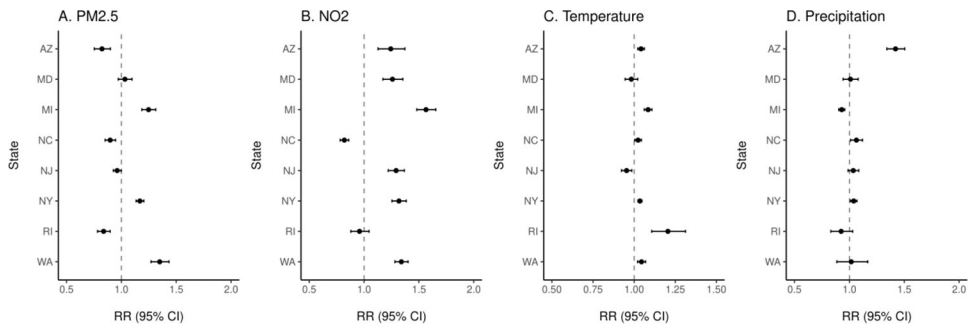 A. PM2.5
State
AZ
MD
MI
NC
NJ
NY
RI
WA
0.5 1.0 1.5 2.0
RR (95% CI)
B. NO2
State
AZ
MD
MI
NC
NJ
NY
RI
WA
0.5 1.0 1.5 2.0
RR (95% CI)
C. Temperature
State
AZ
MD
MI
NC
NJ
NY
RI
WA
0.50 0.75 1.00 1.25 1.50
RR (95% CI)
D. Precipitation
State
AZ
MD
MI
NC
NJ
NY
RI
WA
0.5 1.0 1.5 2.0
RR (95% CI)